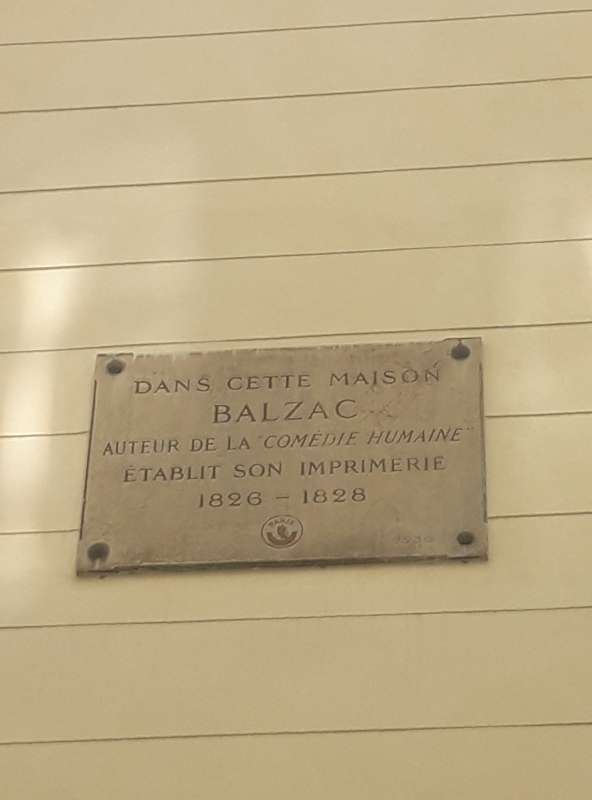 DANS CETTE MAISON
BALZAC
AUTEUR DE LA "COMÉDIE HUMAINE"
ÉTABLIT SON IMPRIMERIE
1826 - 1828
PARIS